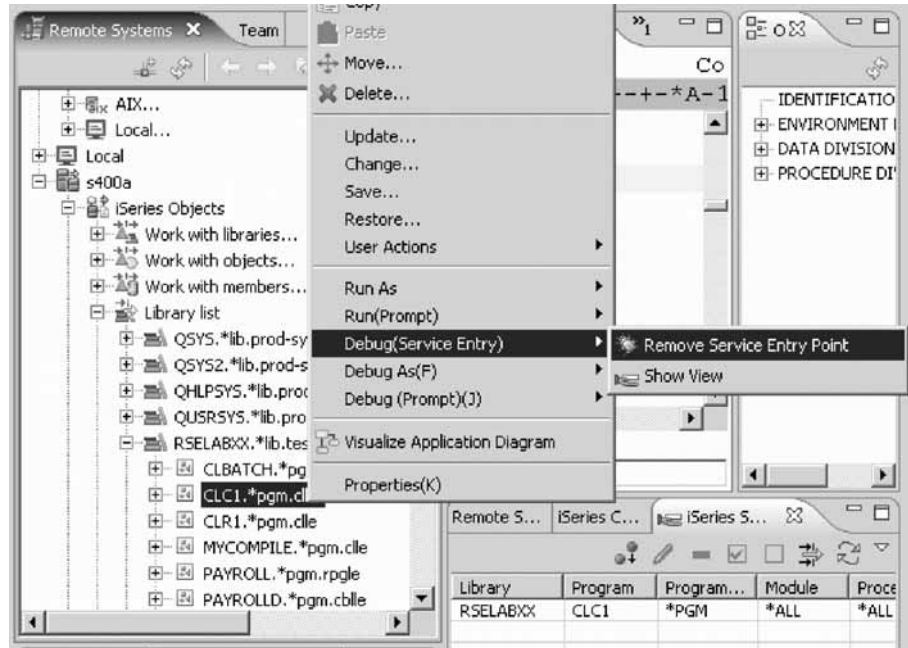 Remote Systems
Team
AIX...
Local...
Local
s400a
iSeries Objects
Work with libraries...
Work with objects...
Work with members...
Library list
QSYS.*lib.prod-sy
QSYS2.*lib.prod-s
QHLPSYS.*lib.prod
QUSRSYS.*lib.pro
RSELABXX.*lib.tes
CLBATCH.*pg
CLC1.*pgm.cl
CLR1.*pgm.clle
MYCOMPILE.*pgm.clle
PAYROLL.*pgm.rpgle
PAYROLLD.*pgm.cblle
Copy
Paste
Move...
Delete...
Update...
Change...
Save...
Restore...
User Actions
Run As
Run(Prompt)
Debug(Service Entry)
Debug As(F)
Debug (Prompt)(J)
Visualize Application Diagram
Properties(K)
Remove Service Entry Point
Show View
»1
Co
--+-*A-1
O
IDENTIFICATIO
ENVIRONMENT
DATA DIVISION
PROCEDURE DI
Remote S...
iSeries C...
iSeries S...
Library Program Program... Module Proce
RSELABXX CLC1 *PGM *ALL *ALL